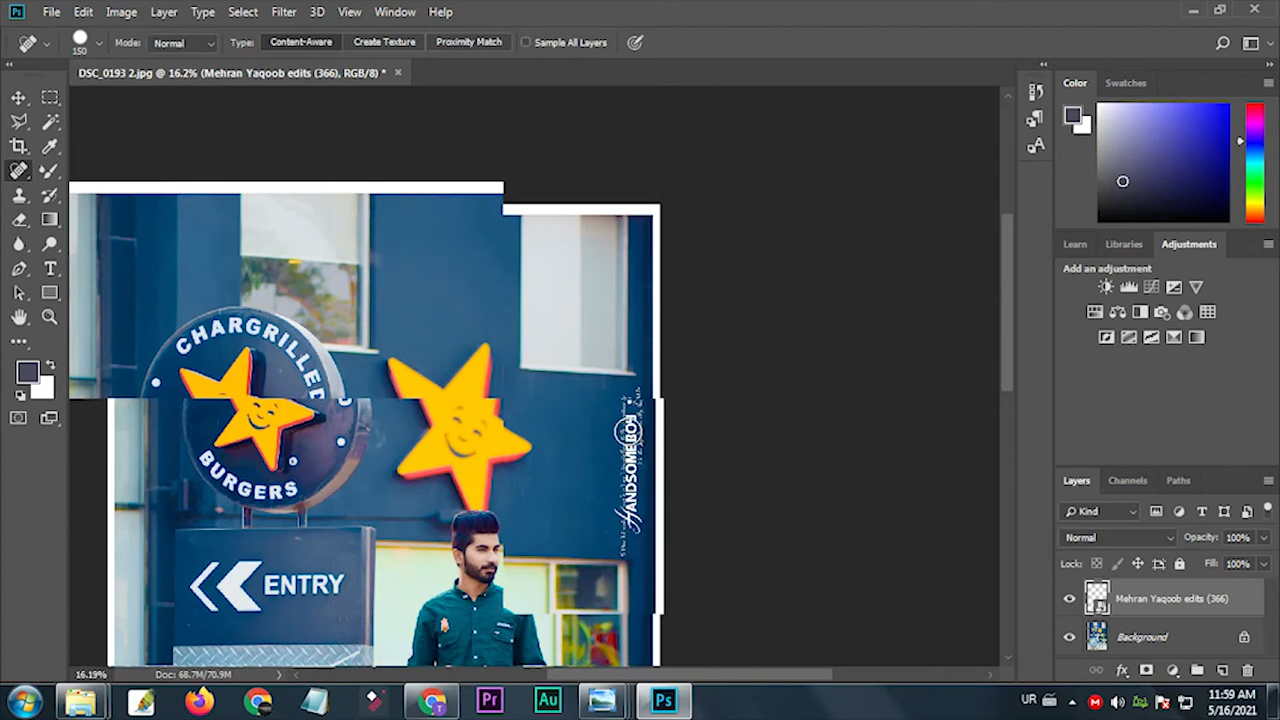 File Edit Image Layer Type Select Filter 3D View Window Help
150 Mode: Normal Type: Content-Aware Create Texture Proximity Match Sample All Layers
DSC_0193 2.jpg @ 16.2% (Mehran Yaqoob edits (366), RGB/8) * ×
Color Swatches
CHARGRILLED
BURGERS
ENTRY
HANDSOMEBOY
Learn Libraries Adjustments
Add an adjustment
Layers Channels Paths
Kind
Normal Opacity: 100%
Lock: Fill: 100%
Mehran Yaqoob edits (366)
Background
16.19% Doc: 68.7M/70.9M
Pr Au Ps
UR
11:59 AM
5/16/2021